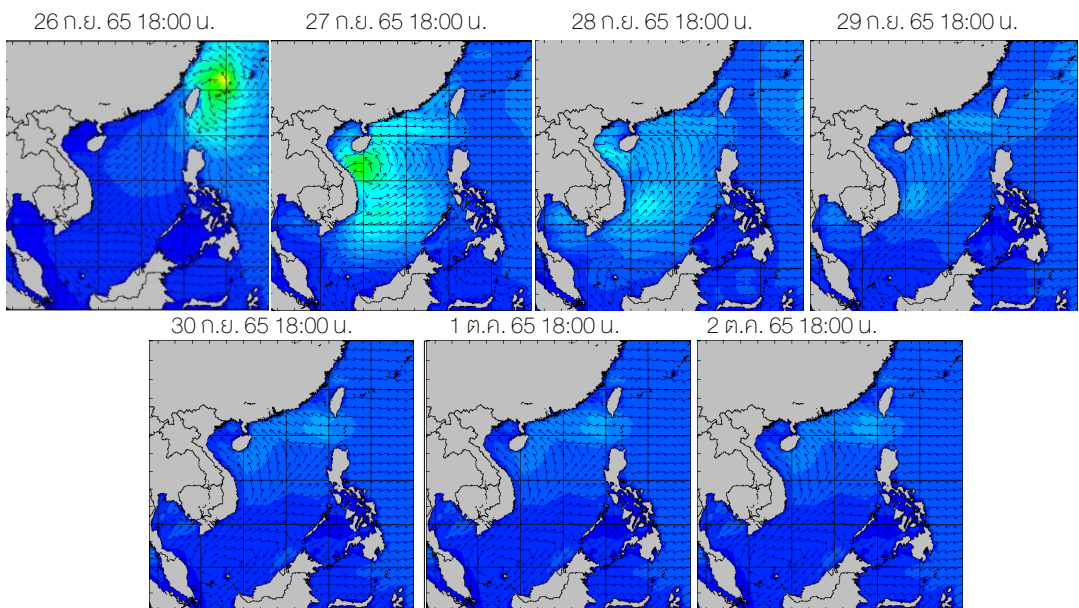 26 ก.ย. 65 18:00 น.
27 ก.ย. 65 18:00 น.
28 ก.ย. 65 18:00 น.
29 ก.ย. 65 18:00 น.
30 ก.ย. 65 18:00 น.
1 ต.ค. 65 18:00 น.
2 ต.ค. 65 18:00 น.